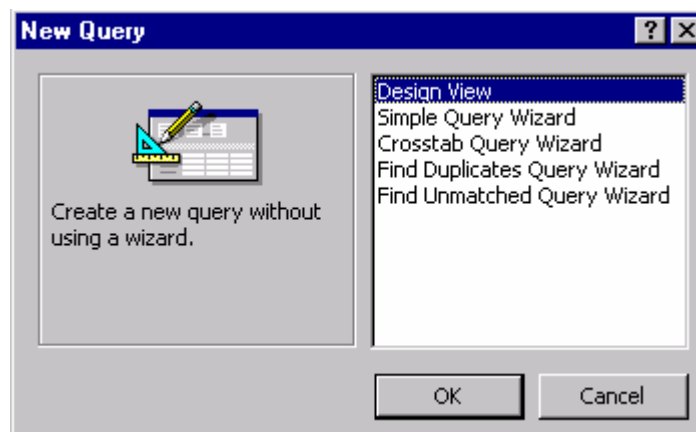 New Query
Create a new query without
using a wizard.
Design View
Simple Query Wizard
Crosstab Query Wizard
Find Duplicates Query Wizard
Find Unmatched Query Wizard
OK
Cancel